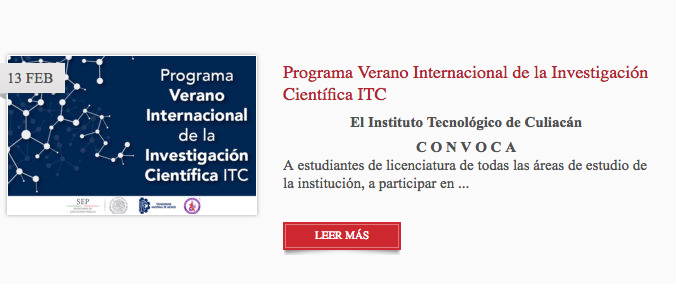 13 FEB
Programa
Verano
Internacional
de la
Investigación
Científica ITC
SEP
Programa Verano Internacional de la Investigación
Científica ITC
El Instituto Tecnológico de Culiacán
C O N V O C A
A estudiantes de licenciatura de todas las áreas de estudio de
la institución, a participar en ...
LEER MÁS